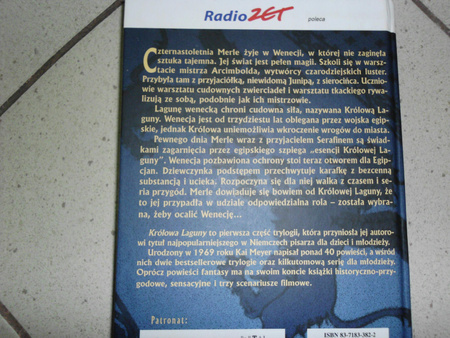 Radio ZET poleca
Czternastoletnia Merle żyje w Wenecji, w której nie zaginęła
sztuka tajemna. Jej świat jest pełen magii. Szkoli się w warsz-
tacie mistrza Arcimbolda, wytwórcy czarodziejskich luster.
Przybyła tam z przyjaciółką, niewidomą Junipą, z sierocińca. Ucznio-
wie warsztatu cudownych zwierciadeł i warsztatu tkackiego rywa-
lizują ze sobą, podobnie jak ich mistrzowie.
Lagunę wenecką chroni cudowna siła, nazywana Królową La-
guny. Wenecja jest od trzydziestu lat oblegana przez wojska egip-
skie, jednak Królowa uniemożliwia wkroczenie wrogów do miasta.
Pewnego dnia Merle wraz z przyjacielem Serafinem są świad-
kami zagarnięcia przez egipskiego szpiega „esencji Królowej La-
guny". Wenecja pozbawiona ochrony stoi teraz otworem dla Egip-
cjan. Dziewczynka podstępem przechwytuje karafkę z bezcenną
substancją i ucieka. Rozpoczyna się dla niej walka z czasem i se-
ria przygód. Merle dowiaduje się bowiem od Królowej Laguny, że
to jej przypadła w udziale odpowiedzialna rola – została wybra-
na, żeby ocalić Wenecję...
Królowa Laguny to pierwsza część trylogii, która przyniosła jej autoro-
wi tytuł najpopularniejszego w Niemczech pisarza dla dzieci i młodzieży.
Urodzony w 1969 roku Kai Meyer napisał ponad 40 powieści, a wśród
nich dwie bestsellerowe trylogie oraz kilkutomową serię dla młodzieży.
Oprócz powieści fantasy ma na swoim koncie książki historyczno-przy-
godowe, sensacyjne i trzy scenariusze filmowe.
Patronat:
ISBN 83-7183-382-2